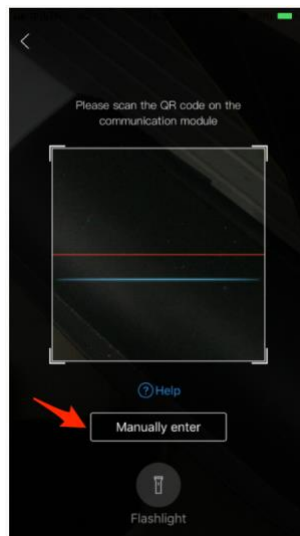 Please scan the QR code on the
communication module
Help
Manually enter
Flashlight